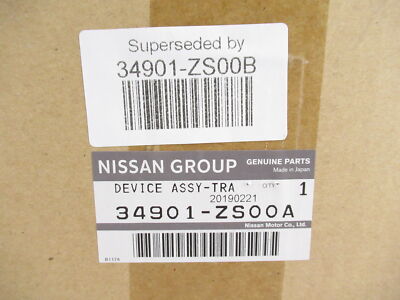 Superseded by
34901-ZS00B
NISSAN GROUP GENUINE PARTS
Made in Japan
DEVICE ASSY-TRA QTY 1
20190221
34901-ZS00A
Nissan Motor Co., Ltd.